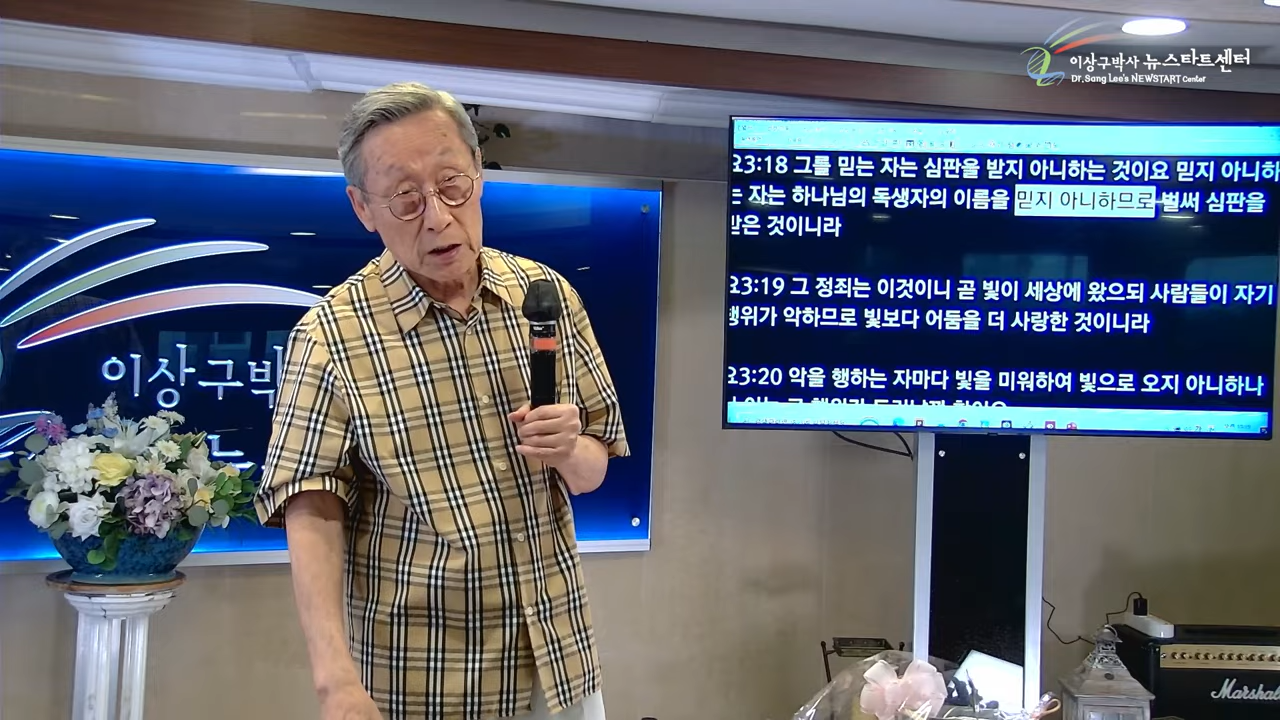 이상구박사 뉴스타트센터
Dr. Sang Lee's NEWSTART Center
요3:18 그를 믿는 자는 심판을 받지 아니하는 것이요 믿지 아니하
는 자는 하나님의 독생자의 이름을 믿지 아니하므로 벌써 심판을
받은 것이니라
요3:19 그 정죄는 이것이니 곧 빛이 세상에 왔으되 사람들이 자기
행위가 악하므로 빛보다 어둠을 더 사랑한 것이니라
요3:20 악을 행하는 자마다 빛을 미워하여 빛으로 오지 아니하나
이상구박
뉴
Marshall